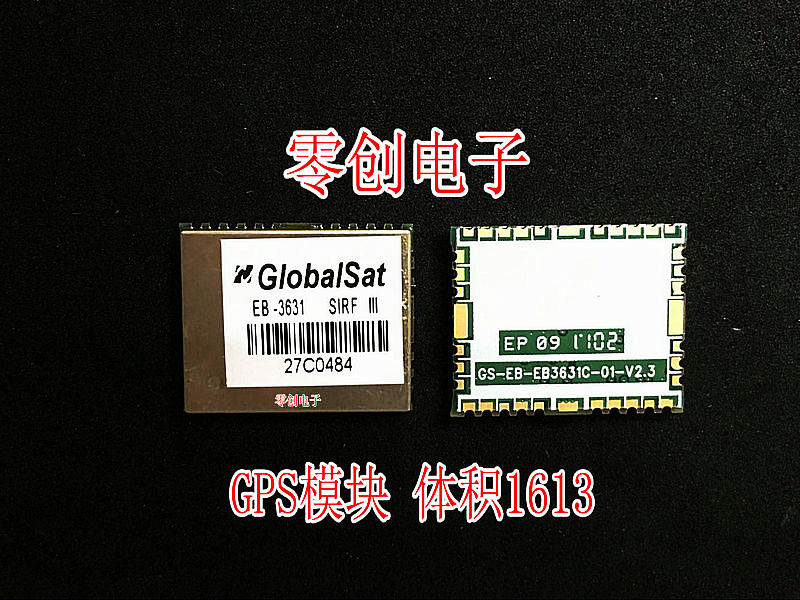 零创电子
GlobalSat
EB-3631 SIRF III
27C0484
零创电子
EP 09 1102
GS-EB-EB3631C-01-V2.3
GPS模块 体积1613